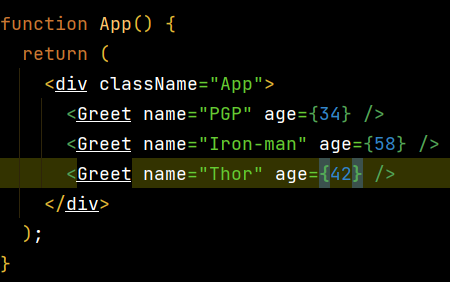 function App() {
  return (
    <div className="App">
      <Greet name="PGP" age={34} />
      <Greet name="Iron-man" age={58} />
      <Greet name="Thor" age={42} />
    </div>
  );
}